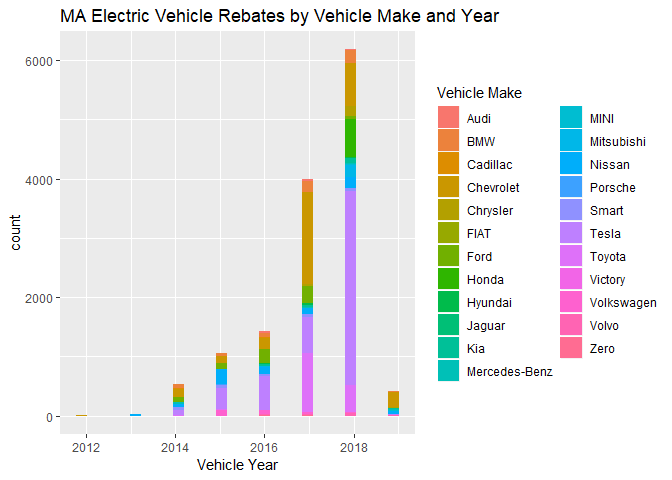 MA Electric Vehicle Rebates by Vehicle Make and Year
6000
4000
2000
0
count
2012
2014
2016
2018
Vehicle Year
Vehicle Make
Audi
BMW
Cadillac
Chevrolet
Chrysler
FIAT
Ford
Honda
Hyundai
Jaguar
Kia
Mercedes-Benz
MINI
Mitsubishi
Nissan
Porsche
Smart
Tesla
Toyota
Victory
Volkswagen
Volvo
Zero